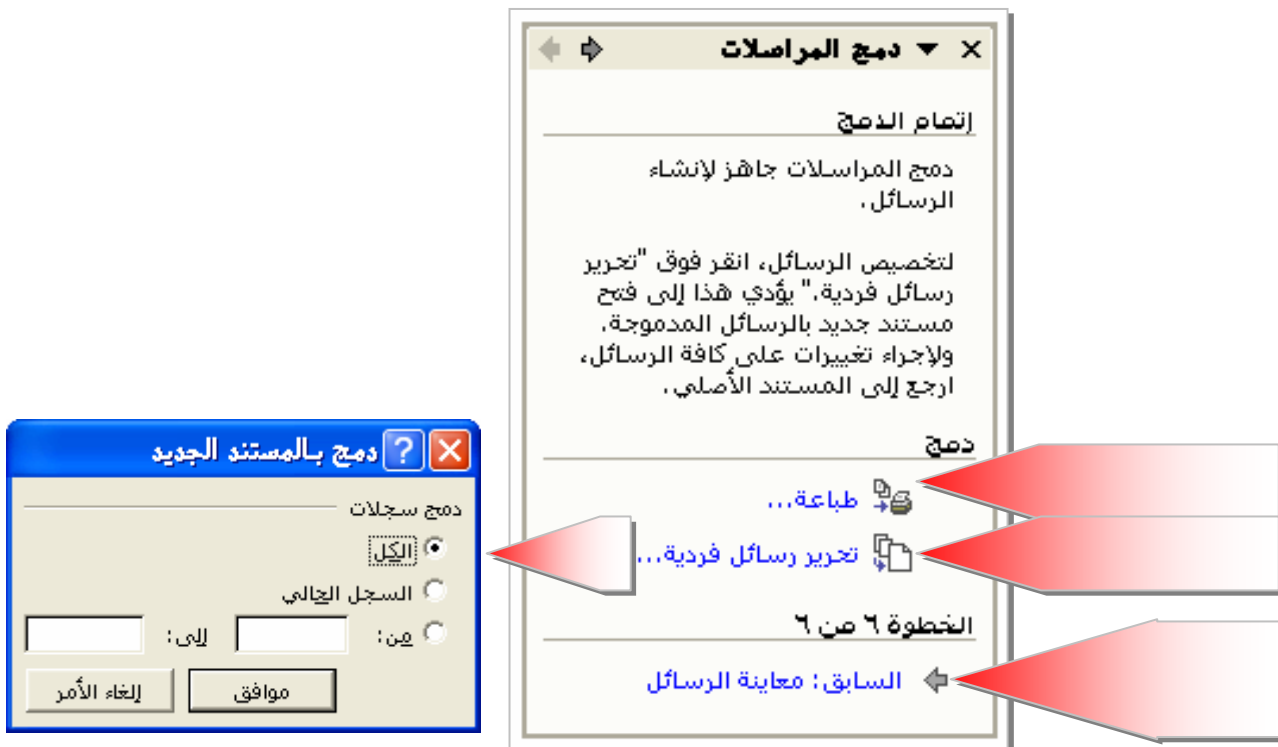 دمج المراسلات
إتمام الدمج
دمج المراسلات جاهز لإنشاء
الرسائل.
لتخصيص الرسائل، انقر فوق "تحرير
رسائل فردية." يؤدي هذا إلى فتح
مستند جديد بالرسائل المدموجة.
ولإجراء تغييرات على كافة الرسائل،
ارجع إلى المستند الأصلي.
دمج
طباعة...
تحرير رسائل فردية...
الخطوة ٦ من ٦
السابق: معاينة الرسائل
دمج بالمستند الجديد
دمج سجلات
الكل
السجل الحالي
من: إلى:
موافق إلغاء الأمر